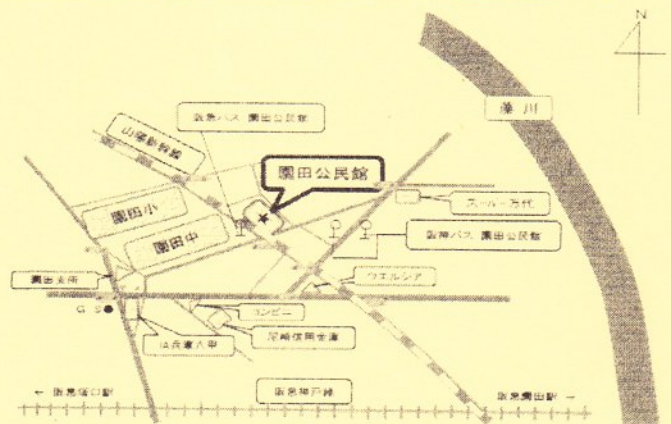 N
藻川
阪急バス 園田公民館
山陽新幹線
園田公民館
スーパー万代
園田小
園田中
阪神バス 園田公民館
園田支所
ウエルシア
コンビニ
G.S●
尼崎信用金庫
JA兵庫六甲
← 阪急塚口駅
阪急神戸線
阪急園田駅 →